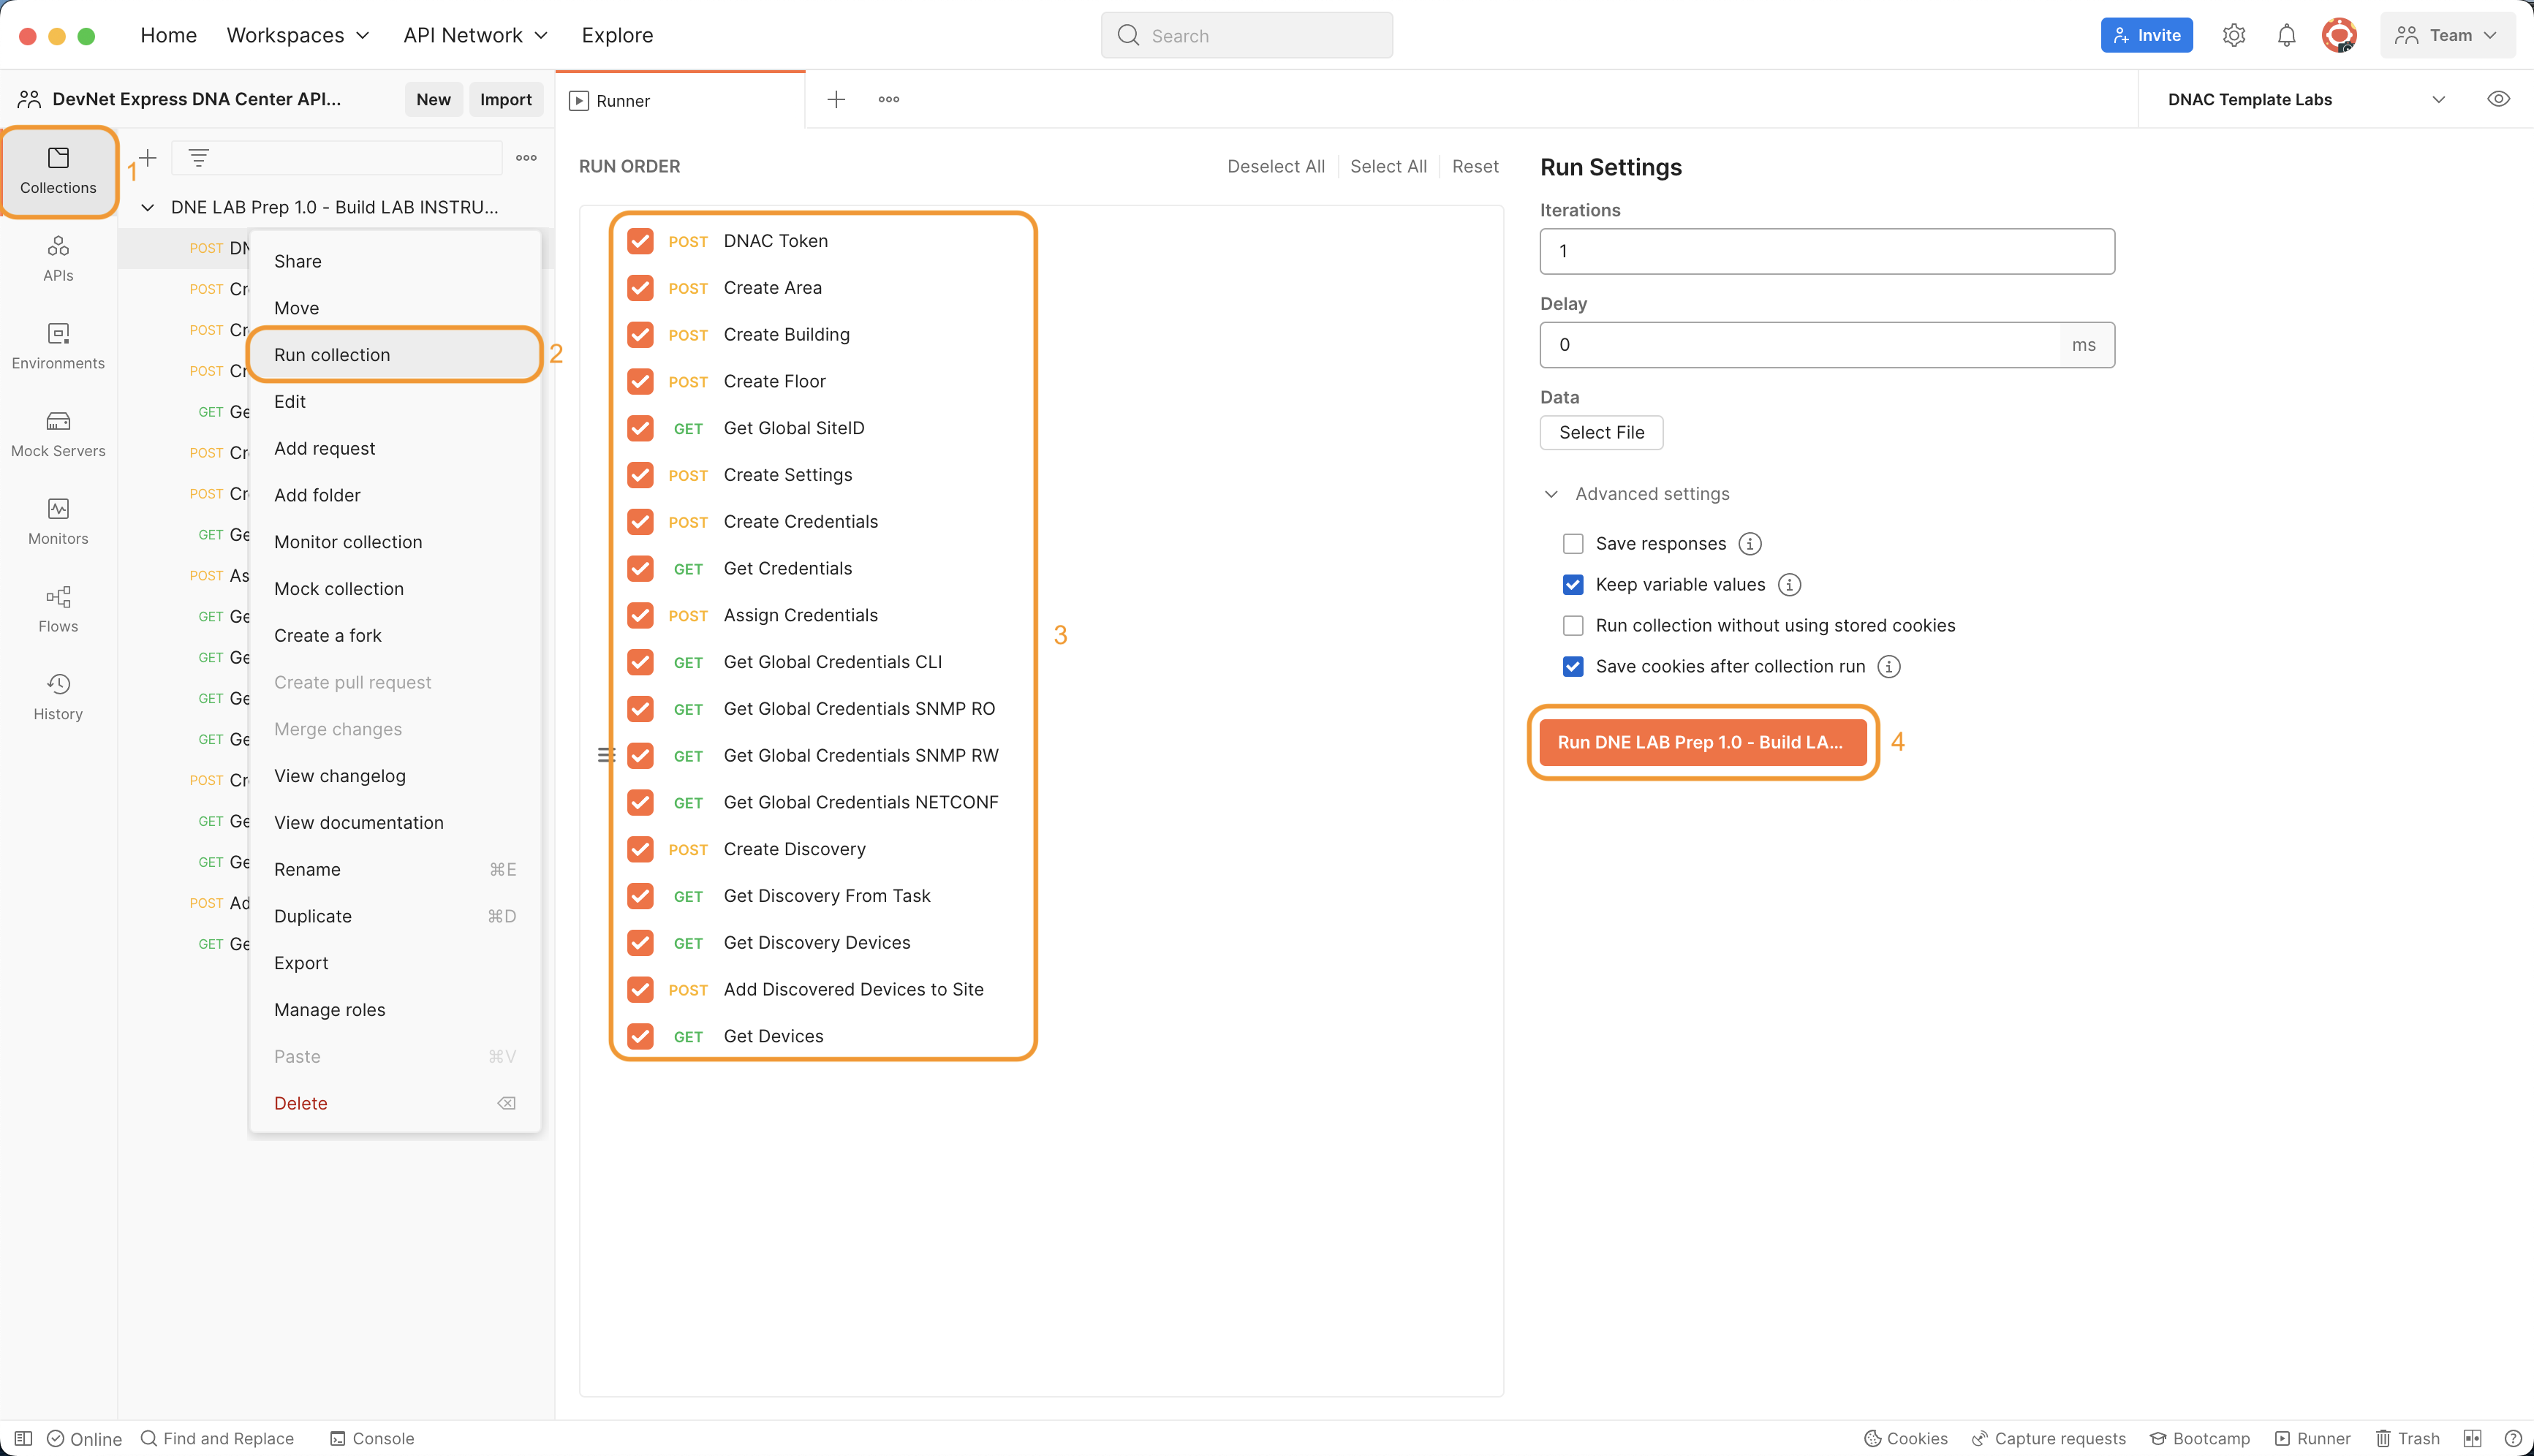 Home Workspaces API Network Explore Search Invite Team
DevNet Express DNA Center API... New Import Runner DNAC Template Labs
Collections
1
APIs
Environments
Mock Servers
Monitors
Flows
History
DNE LAB Prep 1.0 - Build LAB INSTRU...
POST DN
POST Cr
POST Cr
POST Cr
GET Ge
POST Cr
POST Cr
GET Ge
POST As
GET Ge
GET Ge
GET Ge
GET Ge
POST Cr
GET Ge
GET Ge
POST Ad
GET Ge
Share
Move
Run collection
2
Edit
Add request
Add folder
Monitor collection
Mock collection
Create a fork
Create pull request
Merge changes
View changelog
View documentation
Rename ⌘E
Duplicate ⌘D
Export
Manage roles
Paste ⌘V
Delete
RUN ORDER Deselect All Select All Reset
POST DNAC Token
POST Create Area
POST Create Building
POST Create Floor
GET Get Global SiteID
POST Create Settings
POST Create Credentials
GET Get Credentials
POST Assign Credentials
GET Get Global Credentials CLI
GET Get Global Credentials SNMP RO
GET Get Global Credentials SNMP RW
GET Get Global Credentials NETCONF
POST Create Discovery
GET Get Discovery From Task
GET Get Discovery Devices
POST Add Discovered Devices to Site
GET Get Devices
3
Run Settings
Iterations
1
Delay
0 ms
Data
Select File
Advanced settings
Save responses
Keep variable values
Run collection without using stored cookies
Save cookies after collection run
Run DNE LAB Prep 1.0 - Build LA...
4
Online Find and Replace Console Cookies Capture requests Bootcamp Runner Trash